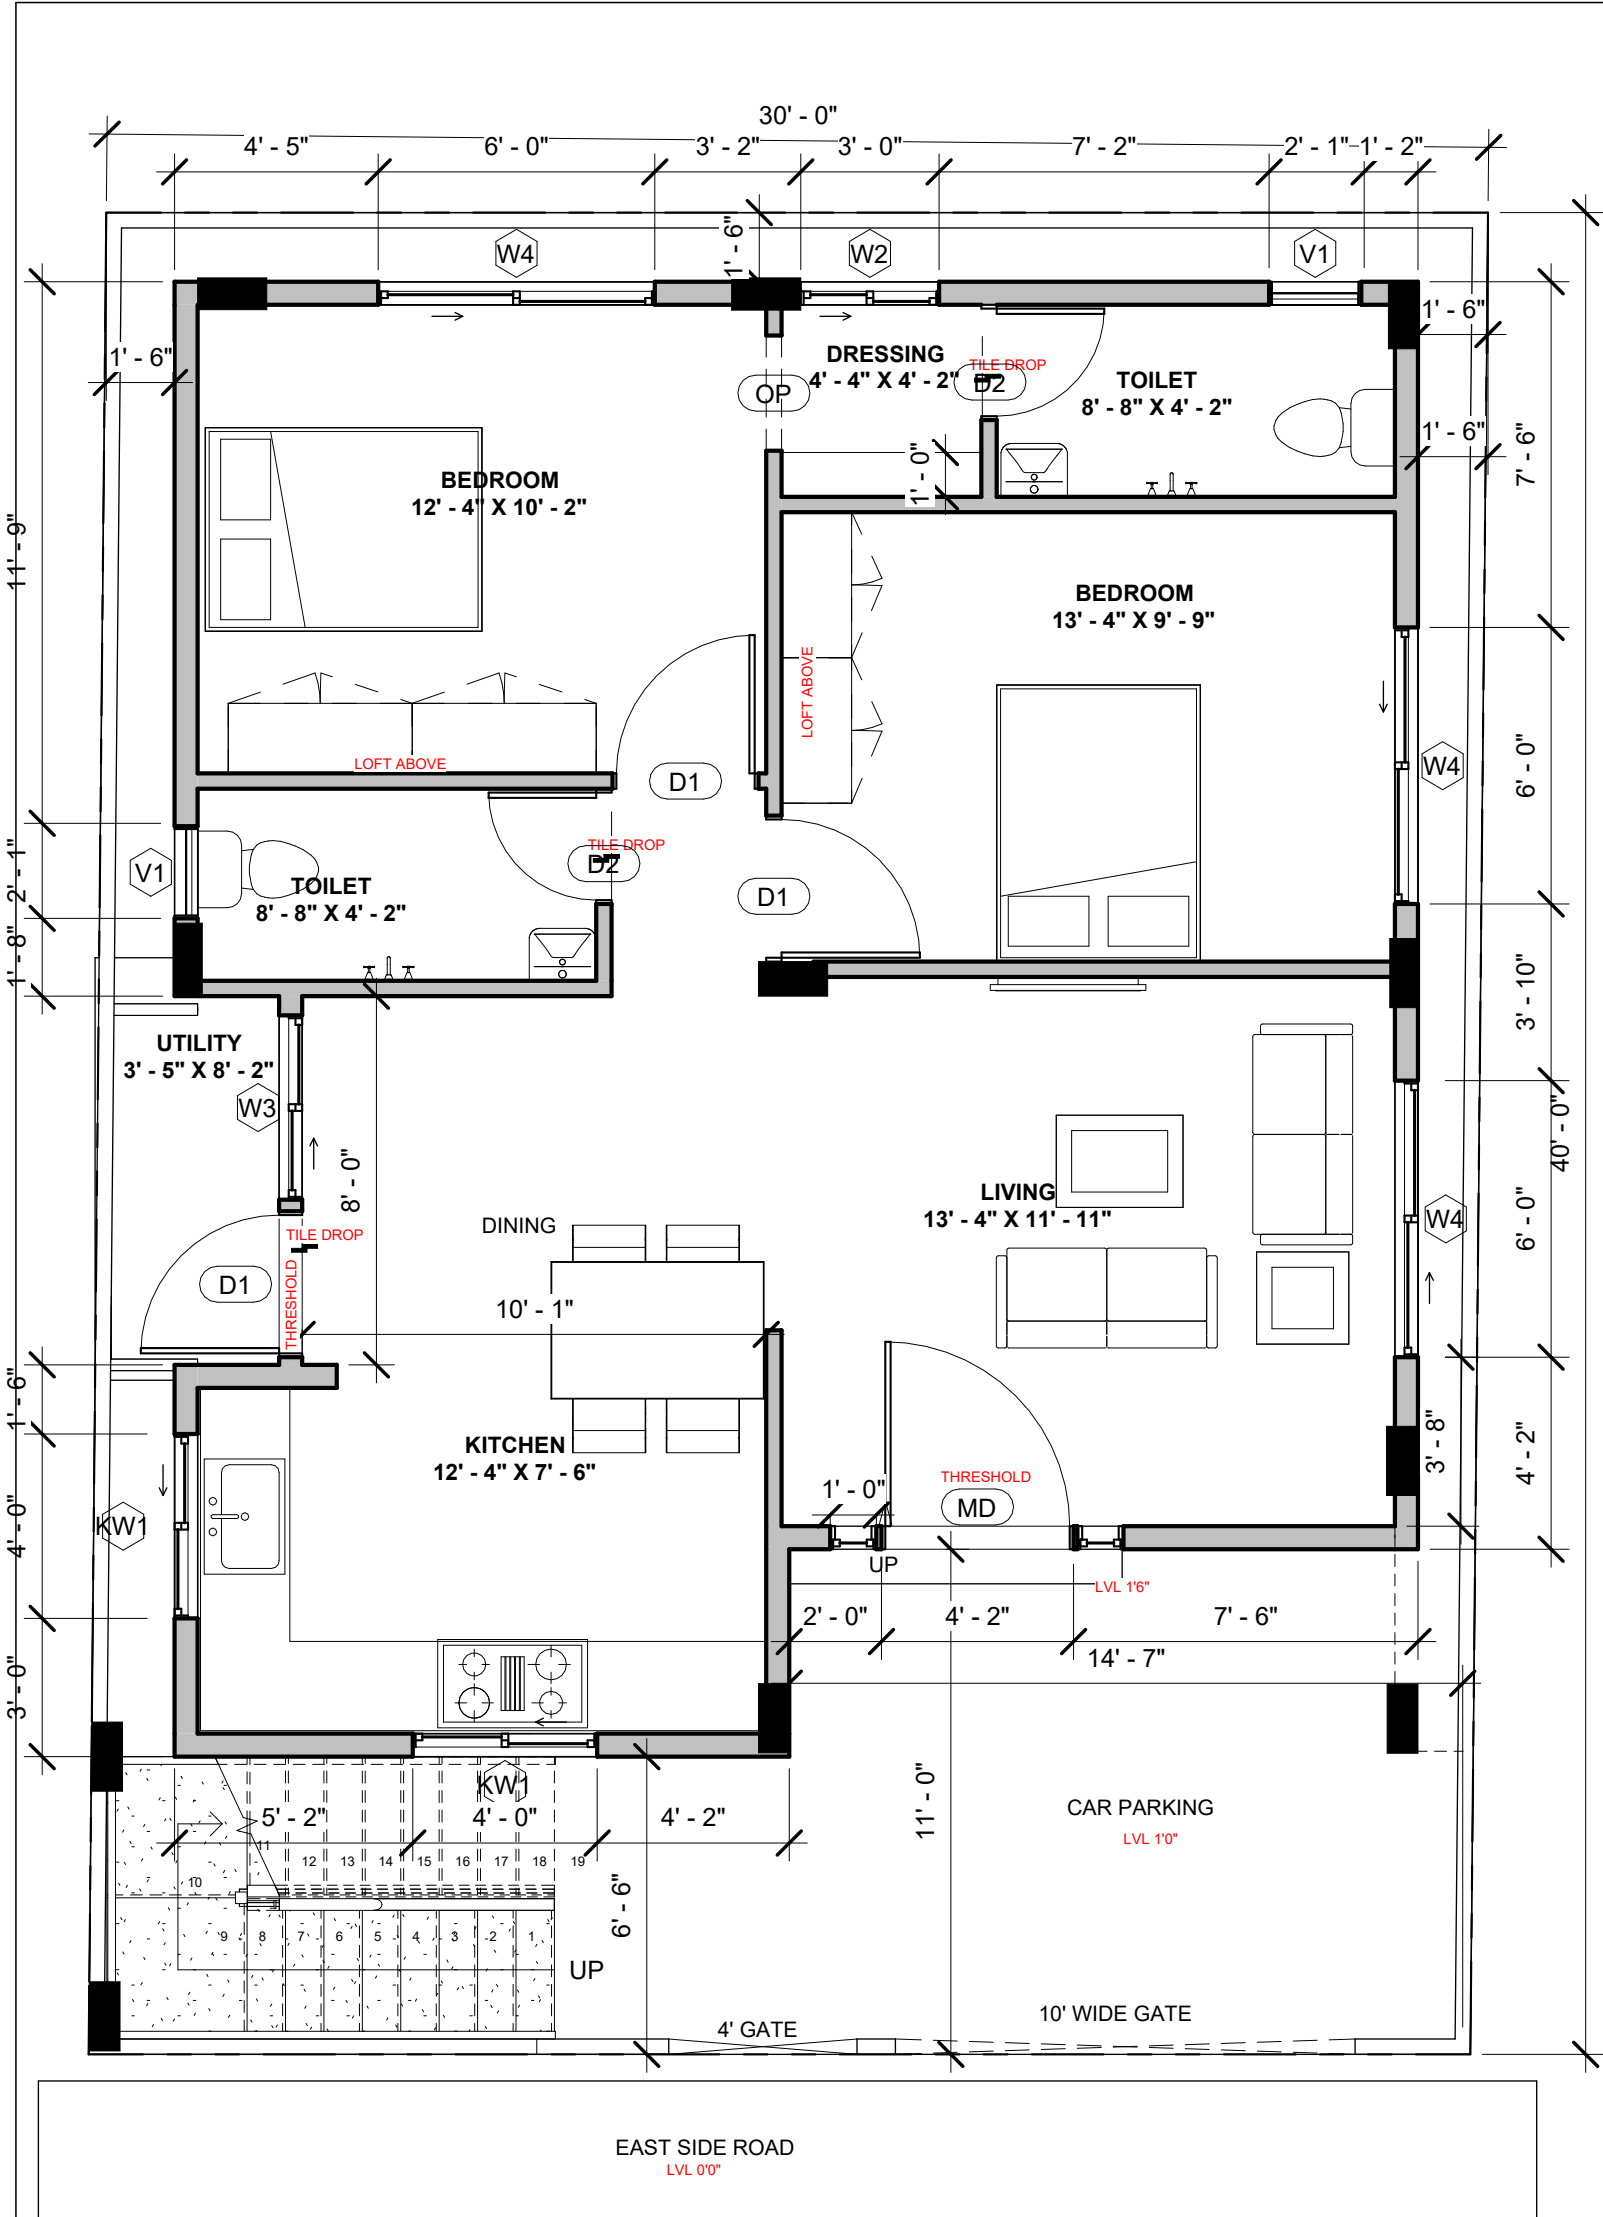 30' - 0"
4' - 5"
6' - 0"
3' - 2"
3' - 0"
7' - 2"
2' - 1"
1' - 2"
1' - 6"
W4
W2
V1
1' - 6"
1' - 6"
DRESSING
4' - 4" X 4' - 2"
TILE DROP
D2
TOILET
8' - 8" X 4' - 2"
OP
1' - 6"
7' - 6"
1' - 0"
BEDROOM
12' - 4" X 10' - 2"
11' - 9"
BEDROOM
13' - 4" X 9' - 9"
LOFT ABOVE
LOFT ABOVE
D1
W4
6' - 0"
TILE DROP
D2
V1
2' - 1"
TOILET
8' - 8" X 4' - 2"
D1
1' - 8"
3' - 10"
UTILITY
3' - 5" X 8' - 2"
W3
40' - 0"
8' - 0"
LIVING
13' - 4" X 11' - 11"
W4
6' - 0"
DINING
TILE DROP
D1
THRESHOLD
10' - 1"
1' - 6"
KITCHEN
12' - 4" X 7' - 6"
3' - 8"
4' - 2"
THRESHOLD
1' - 0"
MD
KW1
4' - 0"
UP
LVL 1'6"
2' - 0"
4' - 2"
7' - 6"
14' - 7"
3' - 0"
KW1
5' - 2"
4' - 0"
4' - 2"
11' - 0"
CAR PARKING
LVL 1'0"
11
12
13
14
15
16
17
18
19
10
6' - 6"
9
8
7
6
5
4
3
2
1
UP
4' GATE
10' WIDE GATE
EAST SIDE ROAD
LVL 0'0"